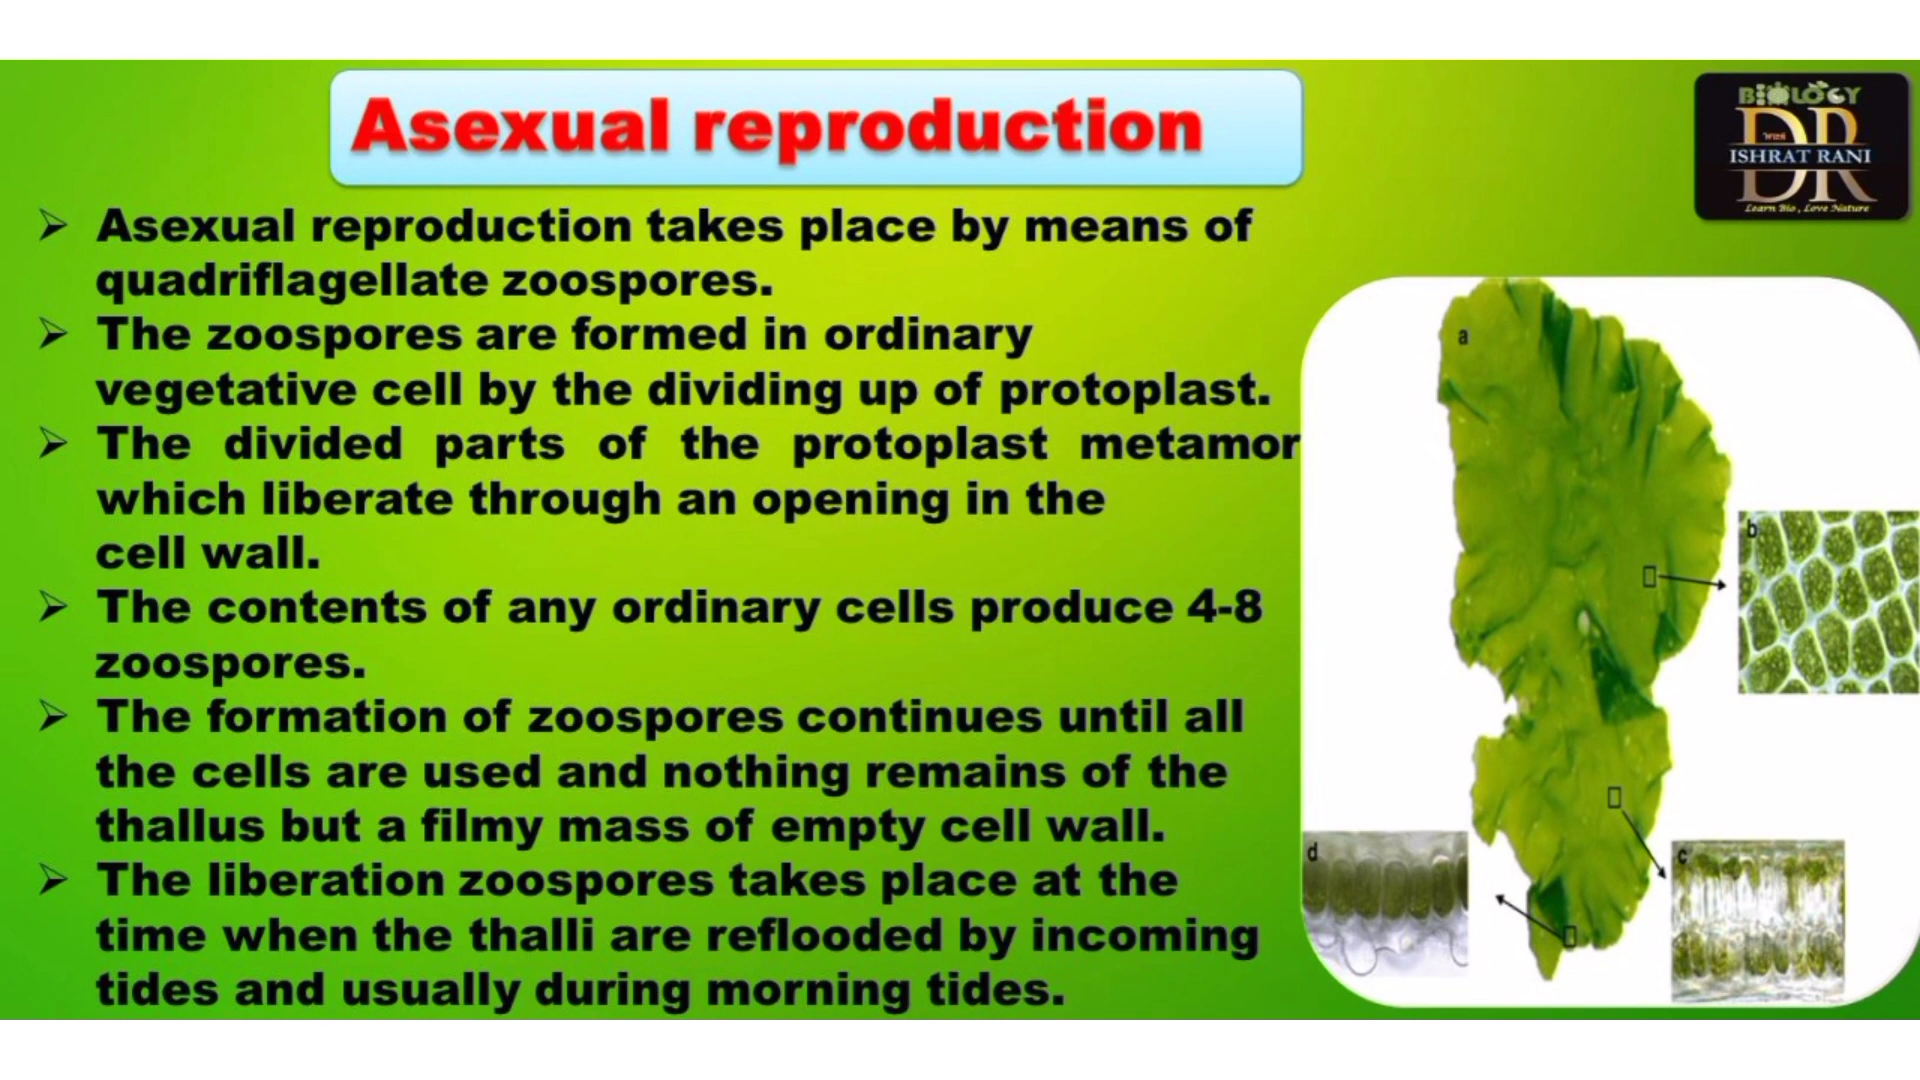 Asexual reproduction
BIOLOGY
With
DR
ISHRAT RANI
Learn Bio, Love Nature
➢ Asexual reproduction takes place by means of
quadriflagellate zoospores.
➢ The zoospores are formed in ordinary
vegetative cell by the dividing up of protoplast.
➢ The divided parts of the protoplast metamor
which liberate through an opening in the
cell wall.
➢ The contents of any ordinary cells produce 4-8
zoospores.
➢ The formation of zoospores continues until all
the cells are used and nothing remains of the
thallus but a filmy mass of empty cell wall.
➢ The liberation zoospores takes place at the
time when the thalli are reflooded by incoming
tides and usually during morning tides.
a
b
c
d